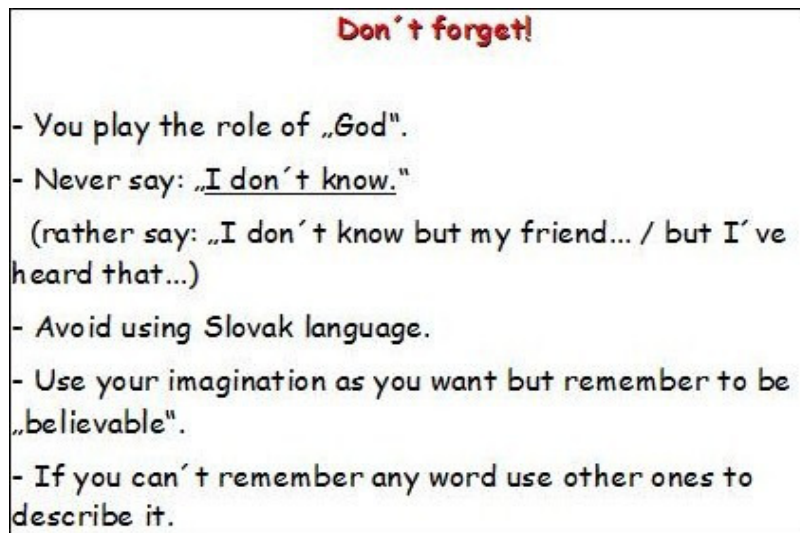 Don´t forget!
- You play the role of „God“.
- Never say: „I don´t know.“
(rather say: „I don´t know but my friend... / but I´ve
heard that...)
- Avoid using Slovak language.
- Use your imagination as you want but remember to be
„believable“.
- If you can´t remember any word use other ones to
describe it.